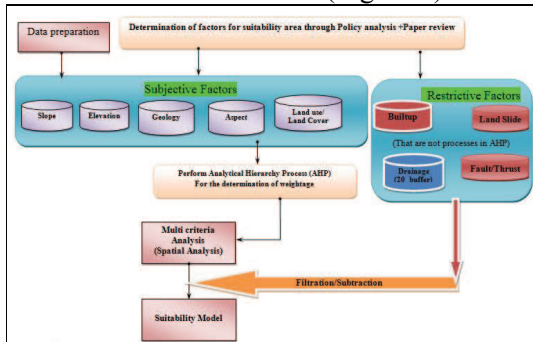 Data preparation
Determination of factors for suitability area through Policy analysis +Paper review
Subjective Factors
Slope
Elevation
Geology
Aspect
Land use/
Land Cover
Restrictive Factors
Builtup
Land Slide
(That are not processes in AHP)
Drainage
(20 buffer)
Fault/Thrust
Perform Analytical Hierarchy Process (AHP)
For the determination of weightage
Multi criteria
Analysis
(Spatial Analysis)
Filtration/Subtraction
Suitability Model